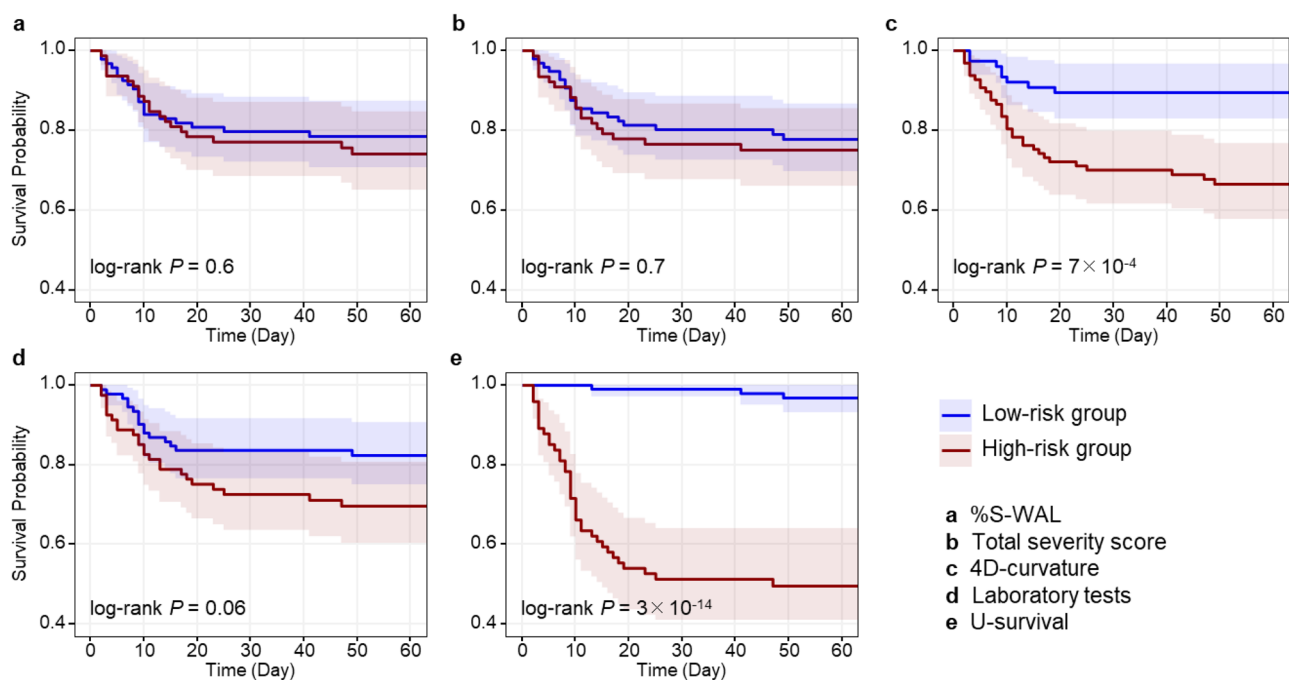 a
b
c
1.0
0.8
0.6
0.4
Survival Probability
log-rank P = 0.6
0 10 20 30 40 50 60
Time (Day)
1.0
0.8
0.6
0.4
log-rank P = 0.7
0 10 20 30 40 50 60
Time (Day)
1.0
0.8
0.6
0.4
log-rank P = 7×10⁻⁴
0 10 20 30 40 50 60
Time (Day)
d
e
1.0
0.8
0.6
0.4
Survival Probability
log-rank P = 0.06
0 10 20 30 40 50 60
Time (Day)
1.0
0.8
0.6
0.4
log-rank P = 3×10⁻¹⁴
0 10 20 30 40 50 60
Time (Day)
Low-risk group
High-risk group
a %S-WAL
b Total severity score
c 4D-curvature
d Laboratory tests
e U-survival